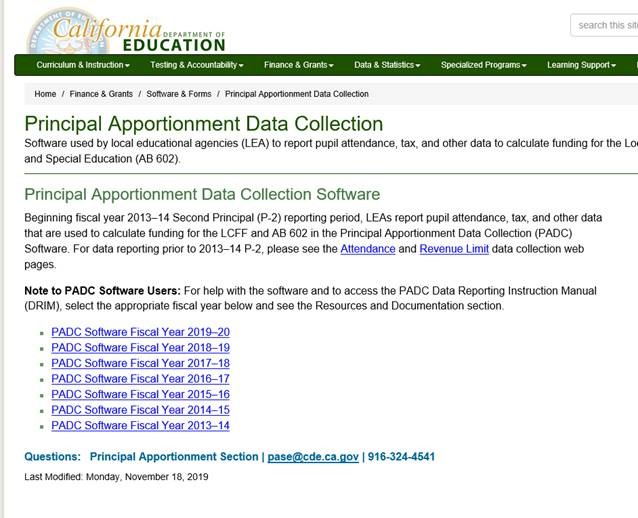 California DEPARTMENT OF
EDUCATION
search this sit
Curriculum & Instruction Testing & Accountability Finance & Grants Data & Statistics Specialized Programs Learning Support
Home / Finance & Grants / Software & Forms / Principal Apportionment Data Collection
Principal Apportionment Data Collection
Software used by local educational agencies (LEA) to report pupil attendance, tax, and other data to calculate funding for the Lo
and Special Education (AB 602).
Principal Apportionment Data Collection Software
Beginning fiscal year 2013–14 Second Principal (P-2) reporting period, LEAs report pupil attendance, tax, and other data
that are used to calculate funding for the LCFF and AB 602 in the Principal Apportionment Data Collection (PADC)
Software. For data reporting prior to 2013–14 P-2, please see the Attendance and Revenue Limit data collection web
pages.
Note to PADC Software Users: For help with the software and to access the PADC Data Reporting Instruction Manual
(DRIM), select the appropriate fiscal year below and see the Resources and Documentation section.
PADC Software Fiscal Year 2019–20
PADC Software Fiscal Year 2018–19
PADC Software Fiscal Year 2017–18
PADC Software Fiscal Year 2016–17
PADC Software Fiscal Year 2015–16
PADC Software Fiscal Year 2014–15
PADC Software Fiscal Year 2013–14
Questions: Principal Apportionment Section | pase@cde.ca.gov | 916-324-4541
Last Modified: Monday, November 18, 2019